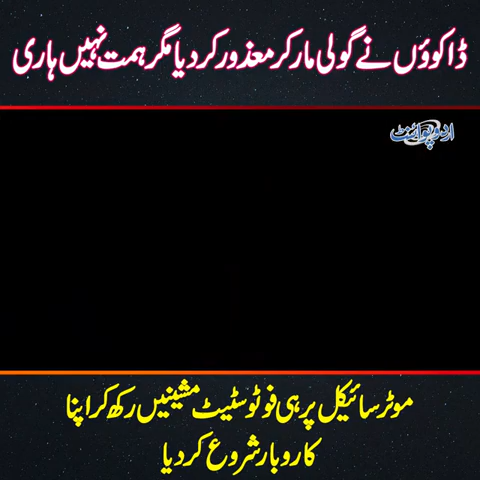 ڈاکوؤں نے گولی مار کر معذور کر دیا مگر ہمت نہیں ہاری
اردو پوائنٹ
موٹر سائیکل پر ہی فوٹو سٹیٹ مشینیں رکھ کر اپنا
کاروبار شروع کر دیا